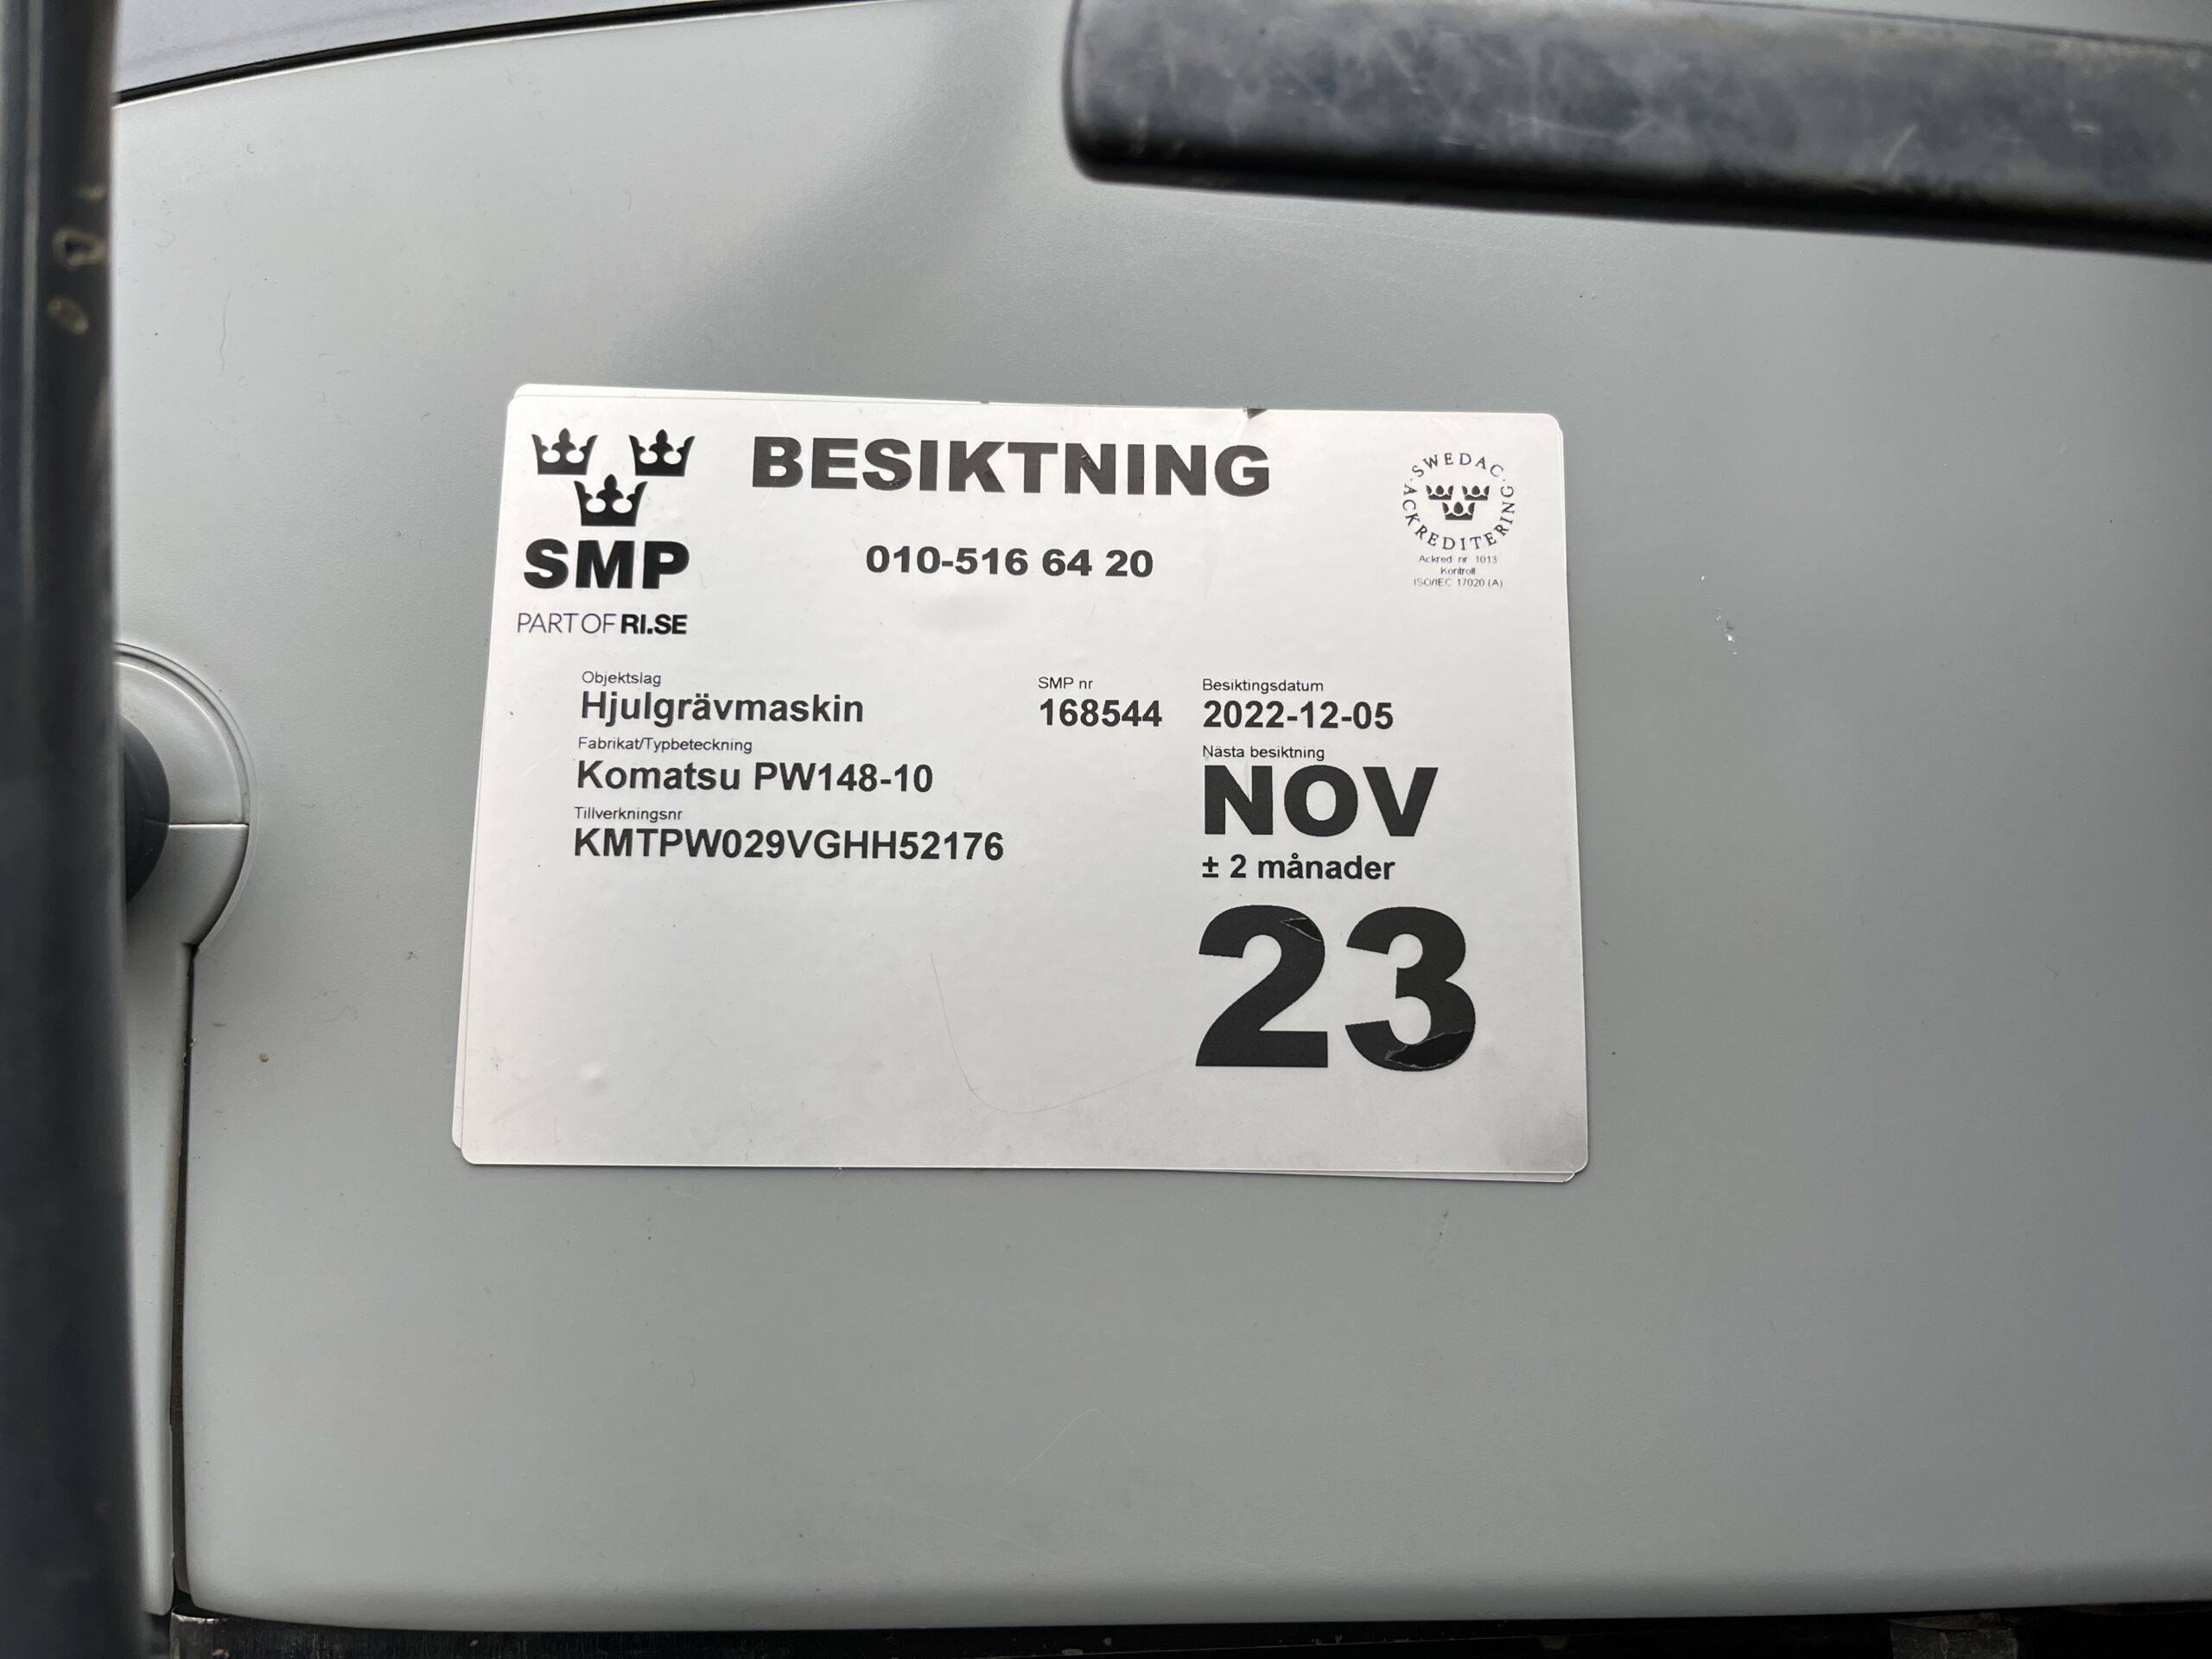 BESIKTNING
SMP
PART OF RI.SE
010-516 64 20
SWEDAC
ACKREDITERING
Ackred nr 1013
Kontroll
ISO/IEC 17020 (A)
Objektslag
Hjulgrävmaskin
SMP nr
168544
Besiktingsdatum
2022-12-05
Fabrikat/Typbeteckning
Komatsu PW148-10
Tillverkningsnr
KMTPW029VGHH52176
Nästa besiktning
NOV
± 2 månader
23